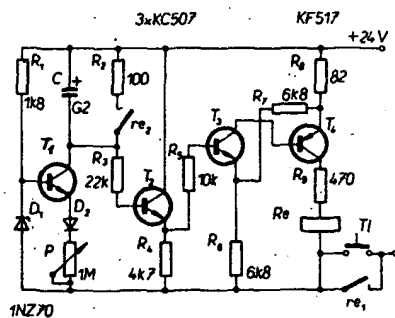 3xKC507 KF517
+24V
R₁ C + R₂ R₈
1k8 G2 100 82
re₂ R₇ 6k8
T₁ R₃ T₂ R₅ T₃ T₄
22k 10k R₉
D₁ D₂ 470
Re
P R₄ R₆ Tl
1M 4k7 6k8 re₁
1NZ70